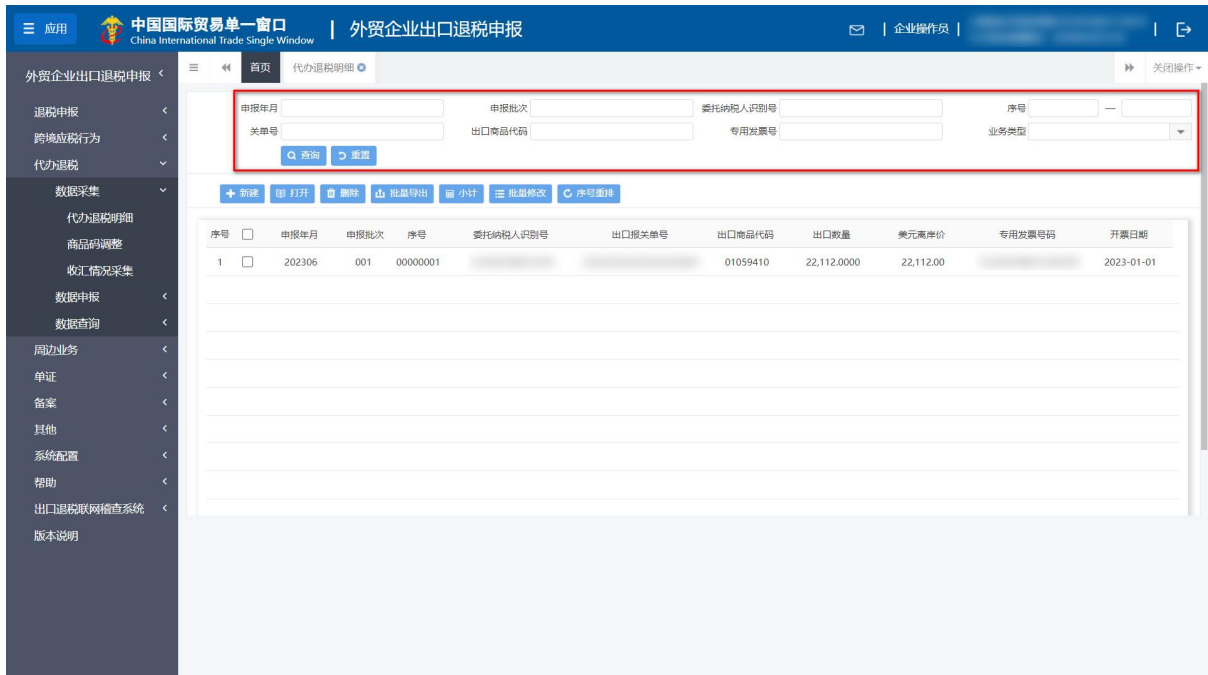 应用 中国国际贸易单一窗口 | 外贸企业出口退税申报 | 企业操作员 |
China International Trade Single Window
外贸企业出口退税申报
首页 代办退税明细 关闭操作
退税申报
跨境应税行为
代办退税
数据采集
代办退税明细
商品码调整
收汇情况采集
数据申报
数据查询
周边业务
单证
备案
其他
系统配置
帮助
出口退税联网稽查系统
版本说明
申报年月 申报批次 委托纳税人识别号 序号 —
关单号 出口商品代码 专用发票号 业务类型
查询 重置
新建 打开 删除 批量导出 小计 批量修改 序号重排
序号 申报年月 申报批次 序号 委托纳税人识别号 出口报关单号 出口商品代码 出口数量 美元离岸价 专用发票号码 开票日期
1 202306 001 00000001 01059410 22,112.0000 22,112.00 2023-01-01